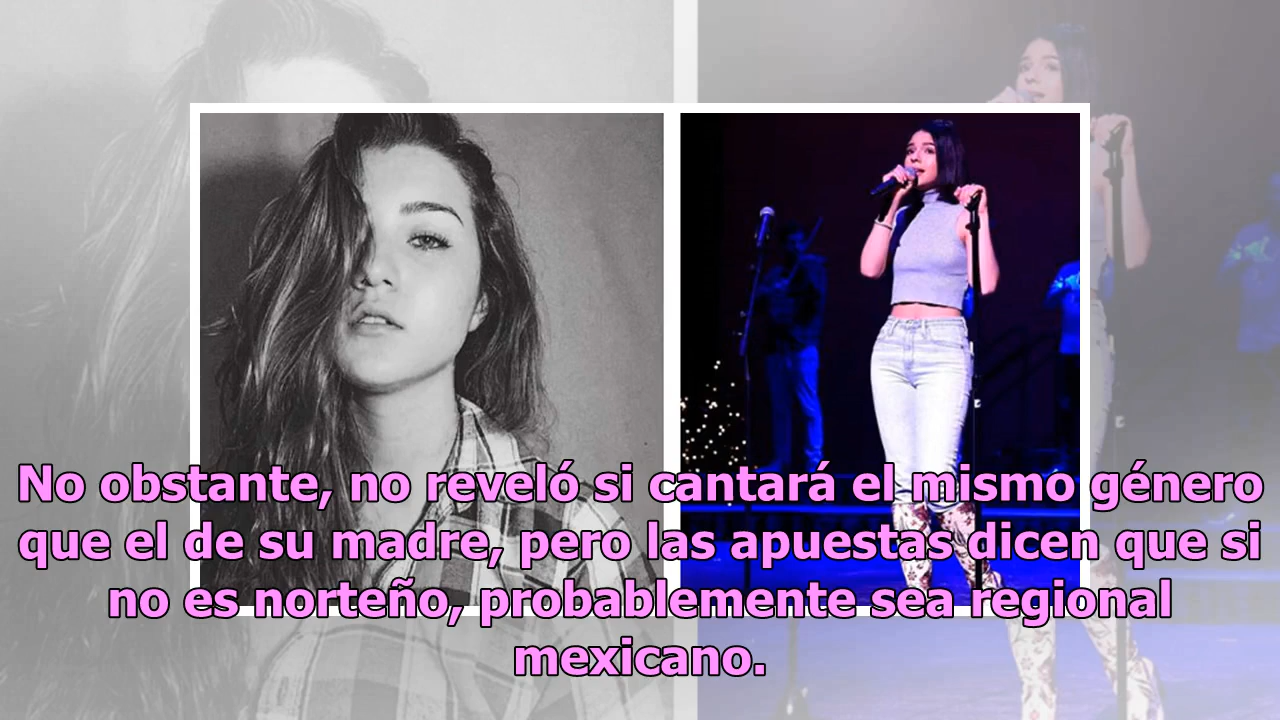 No obstante, no reveló si cantará el mismo género
que el de su madre, pero las apuestas dicen que si
no es norteño, probablemente sea regional
mexicano.